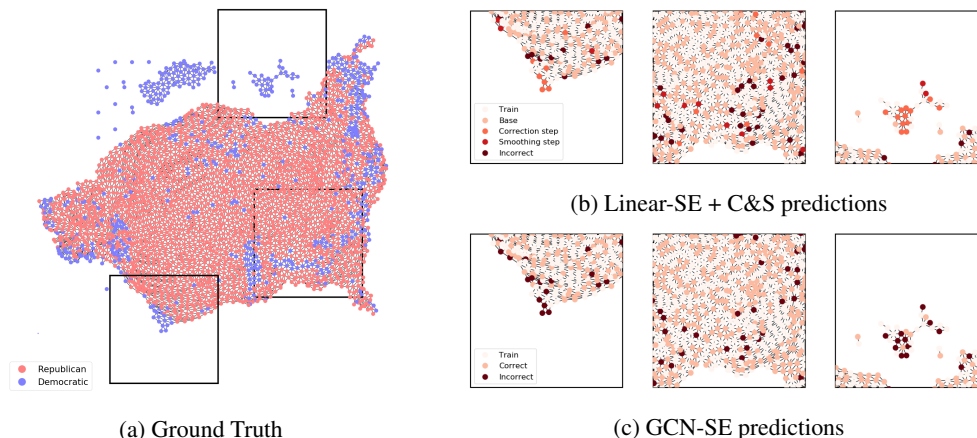 Republican
Democratic
(a) Ground Truth
Train
Base
Correction step
Smoothing step
Incorrect
(b) Linear-SE + C&S predictions
Train
Correct
Incorrect
(c) GCN-SE predictions